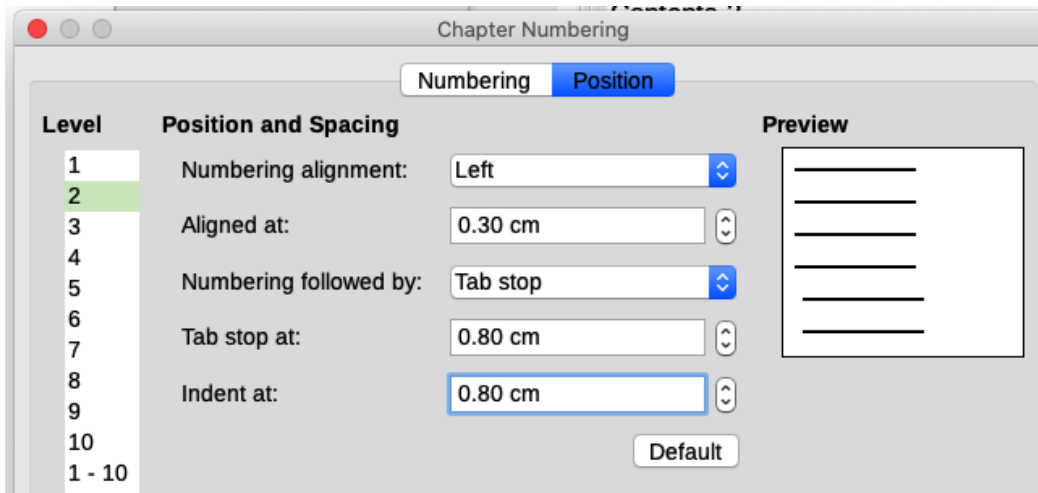 Contents 2
Chapter Numbering
Numbering Position
Level Position and Spacing Preview
1
Numbering alignment: Left
2
3
Aligned at: 0.30 cm
4
5
Numbering followed by: Tab stop
6
7
Tab stop at: 0.80 cm
8
9
Indent at: 0.80 cm
10
1 - 10
Default